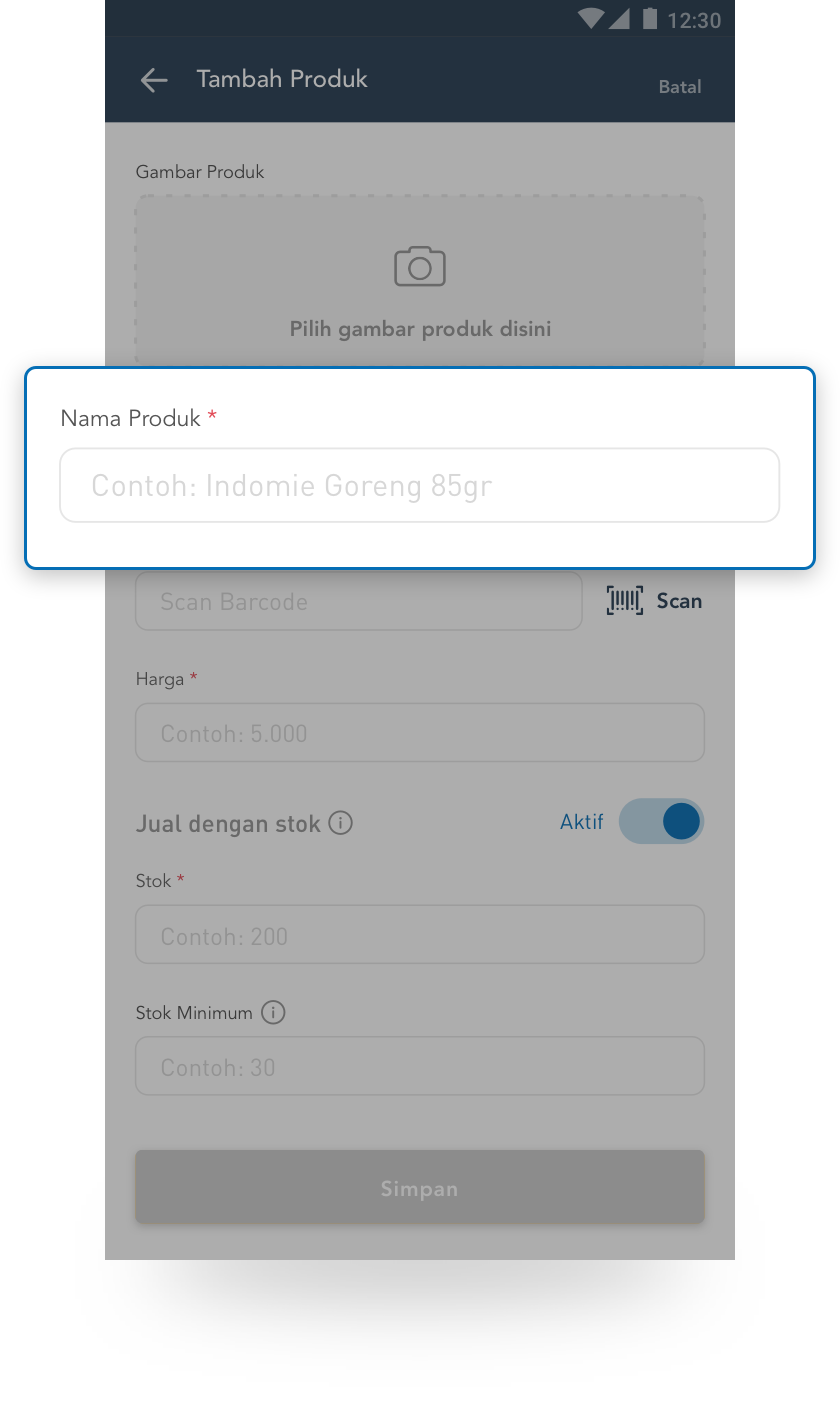 12:30
Tambah Produk
Batal
Gambar Produk
Pilih gambar produk disini
Nama Produk *
Contoh: Indomie Goreng 85gr
Scan Barcode
Scan
Harga *
Contoh: 5.000
Jual dengan stok
Aktif
Stok *
Contoh: 200
Stok Minimum
Contoh: 30
Simpan